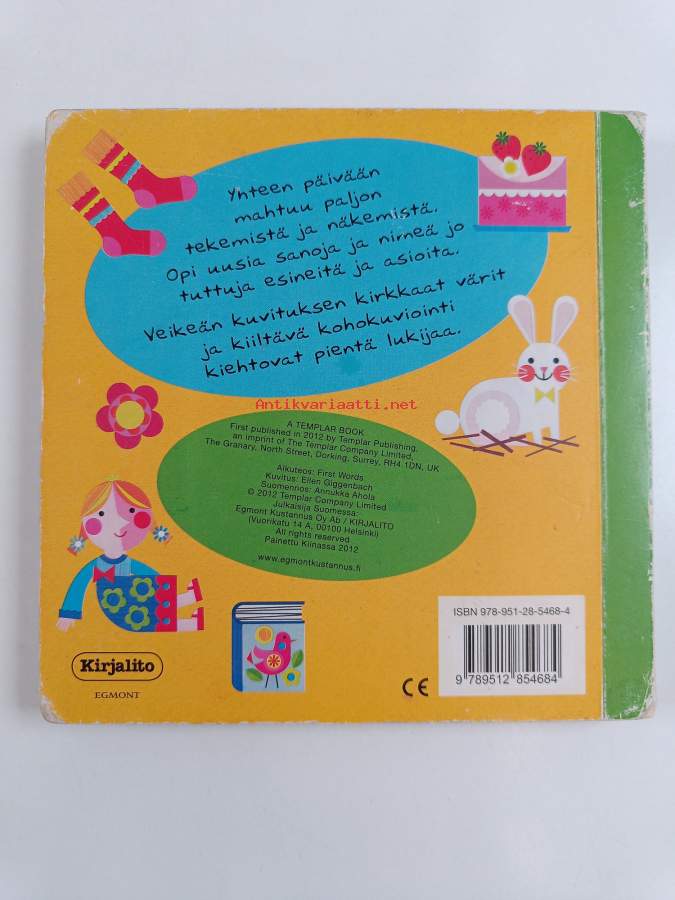 Yhteen päivään
mahtuu paljon
tekemistä ja näkemistä.
Opi uusia sanoja ja nimeä jo
tuttuja esineitä ja asioita.
Veikeän kuvituksen kirkkaat värit
ja kiiltävä kohokuviointi
kiehtovat pientä lukijaa.
Antikvariaatti.net
A TEMPLAR BOOK
First published in 2012 by Templar Publishing,
an imprint of The Templar Company Limited,
The Granary, North Street, Dorking, Surrey, RH4 1DN, UK
Alkuteos: First Words
Kuvitus: Ellen Giggenbach
Suomennos: Annukka Ahola
© 2012 Templar Company Limited
Julkaisija Suomessa:
Egmont Kustannus Oy Ab / KIRJALITO
(Vuorikatu 14 A, 00100 Helsinki)
All rights reserved
Painettu Kiinassa 2012
www.egmontkustannus.fi
Kirjalito
EGMONT
CE
ISBN 978-951-28-5468-4
9 789512 854684